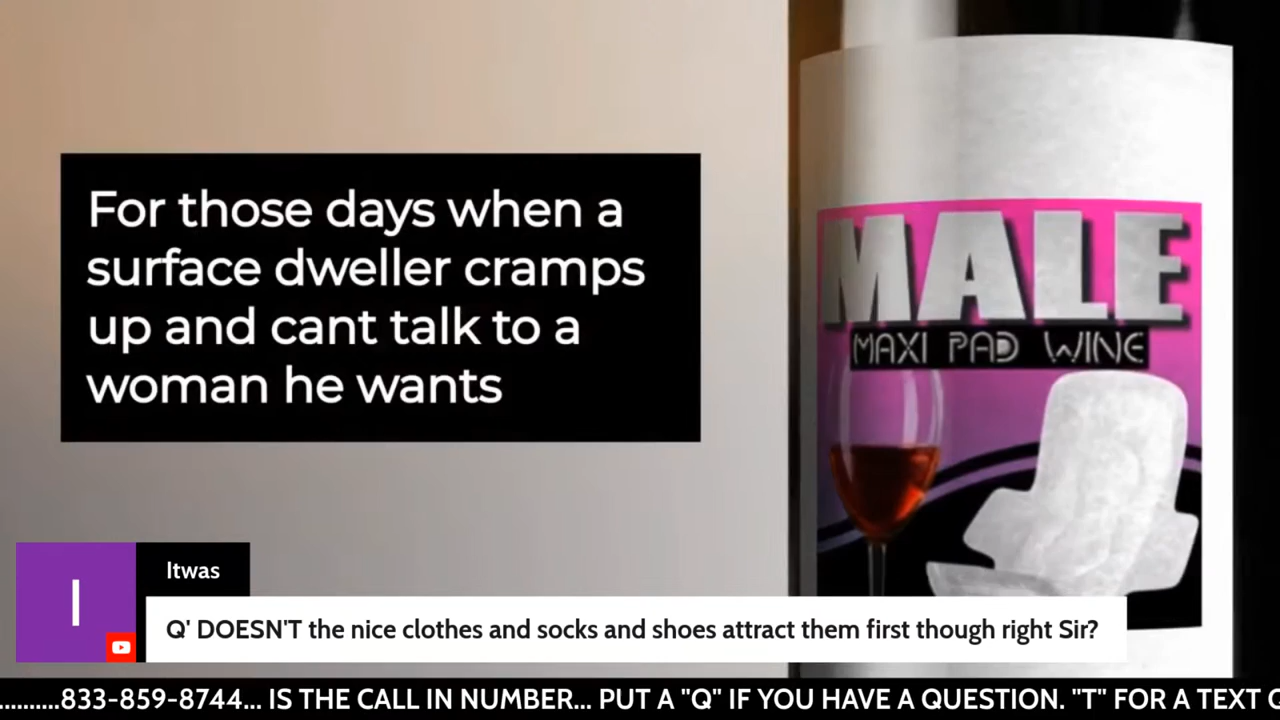 For those days when a
surface dweller cramps
up and cant talk to a
woman he wants
MALE
MAXI PAD WINE
I
Itwas
Q' DOESN'T the nice clothes and socks and shoes attract them first though right Sir?
..........833-859-8744... IS THE CALL IN NUMBER... PUT A "Q" IF YOU HAVE A QUESTION. "T" FOR A TEXT